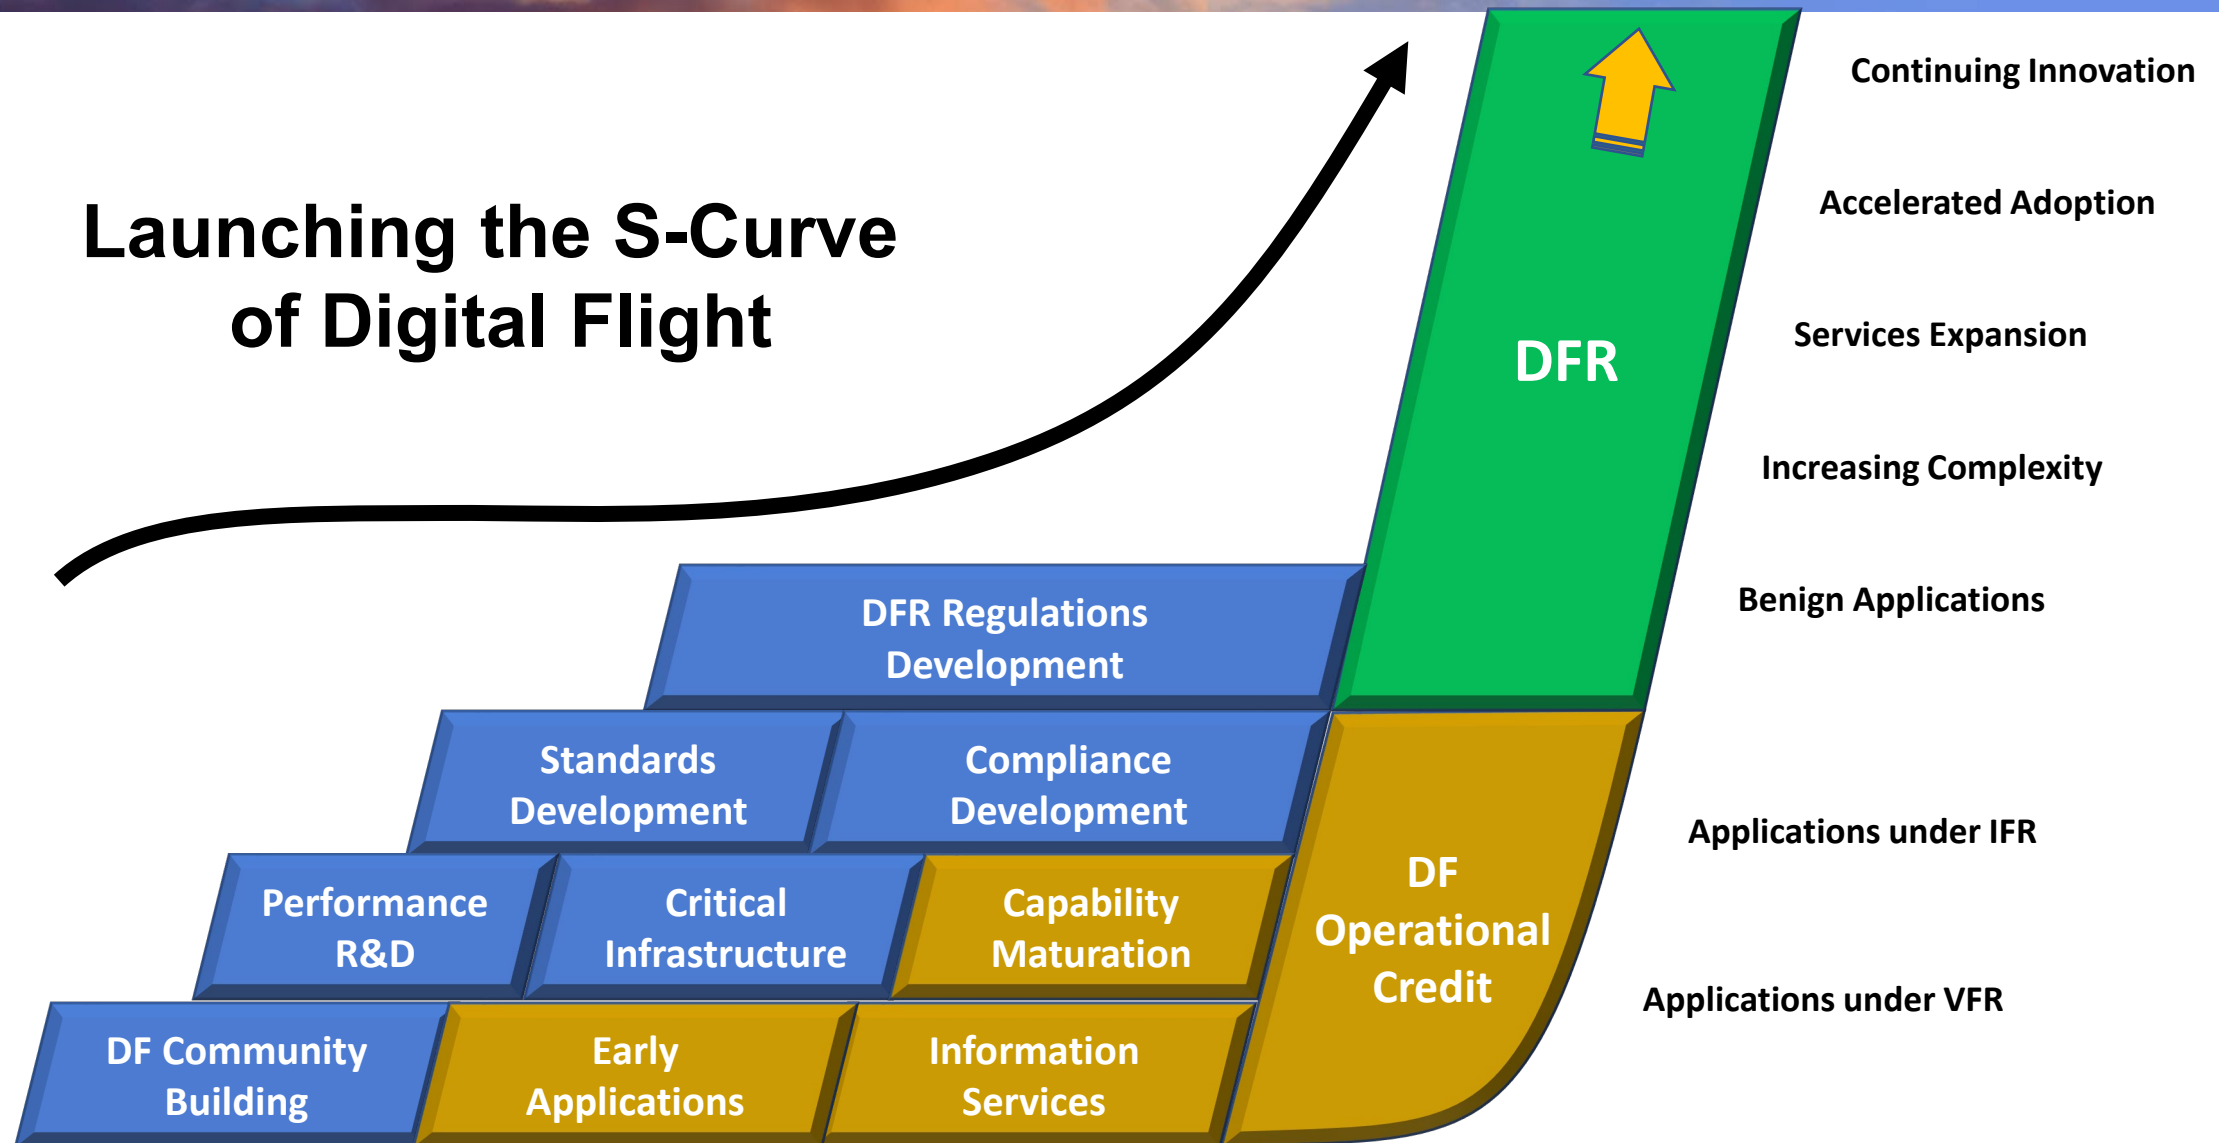 Launching the S-Curve
of Digital Flight
Continuing Innovation
Accelerated Adoption
Services Expansion
DFR
Increasing Complexity
Benign Applications
DFR Regulations
Development
Standards
Development
Compliance
Development
Applications under IFR
Performance
R&D
Critical
Infrastructure
Capability
Maturation
DF
Operational
Credit
Applications under VFR
DF Community
Building
Early
Applications
Information
Services